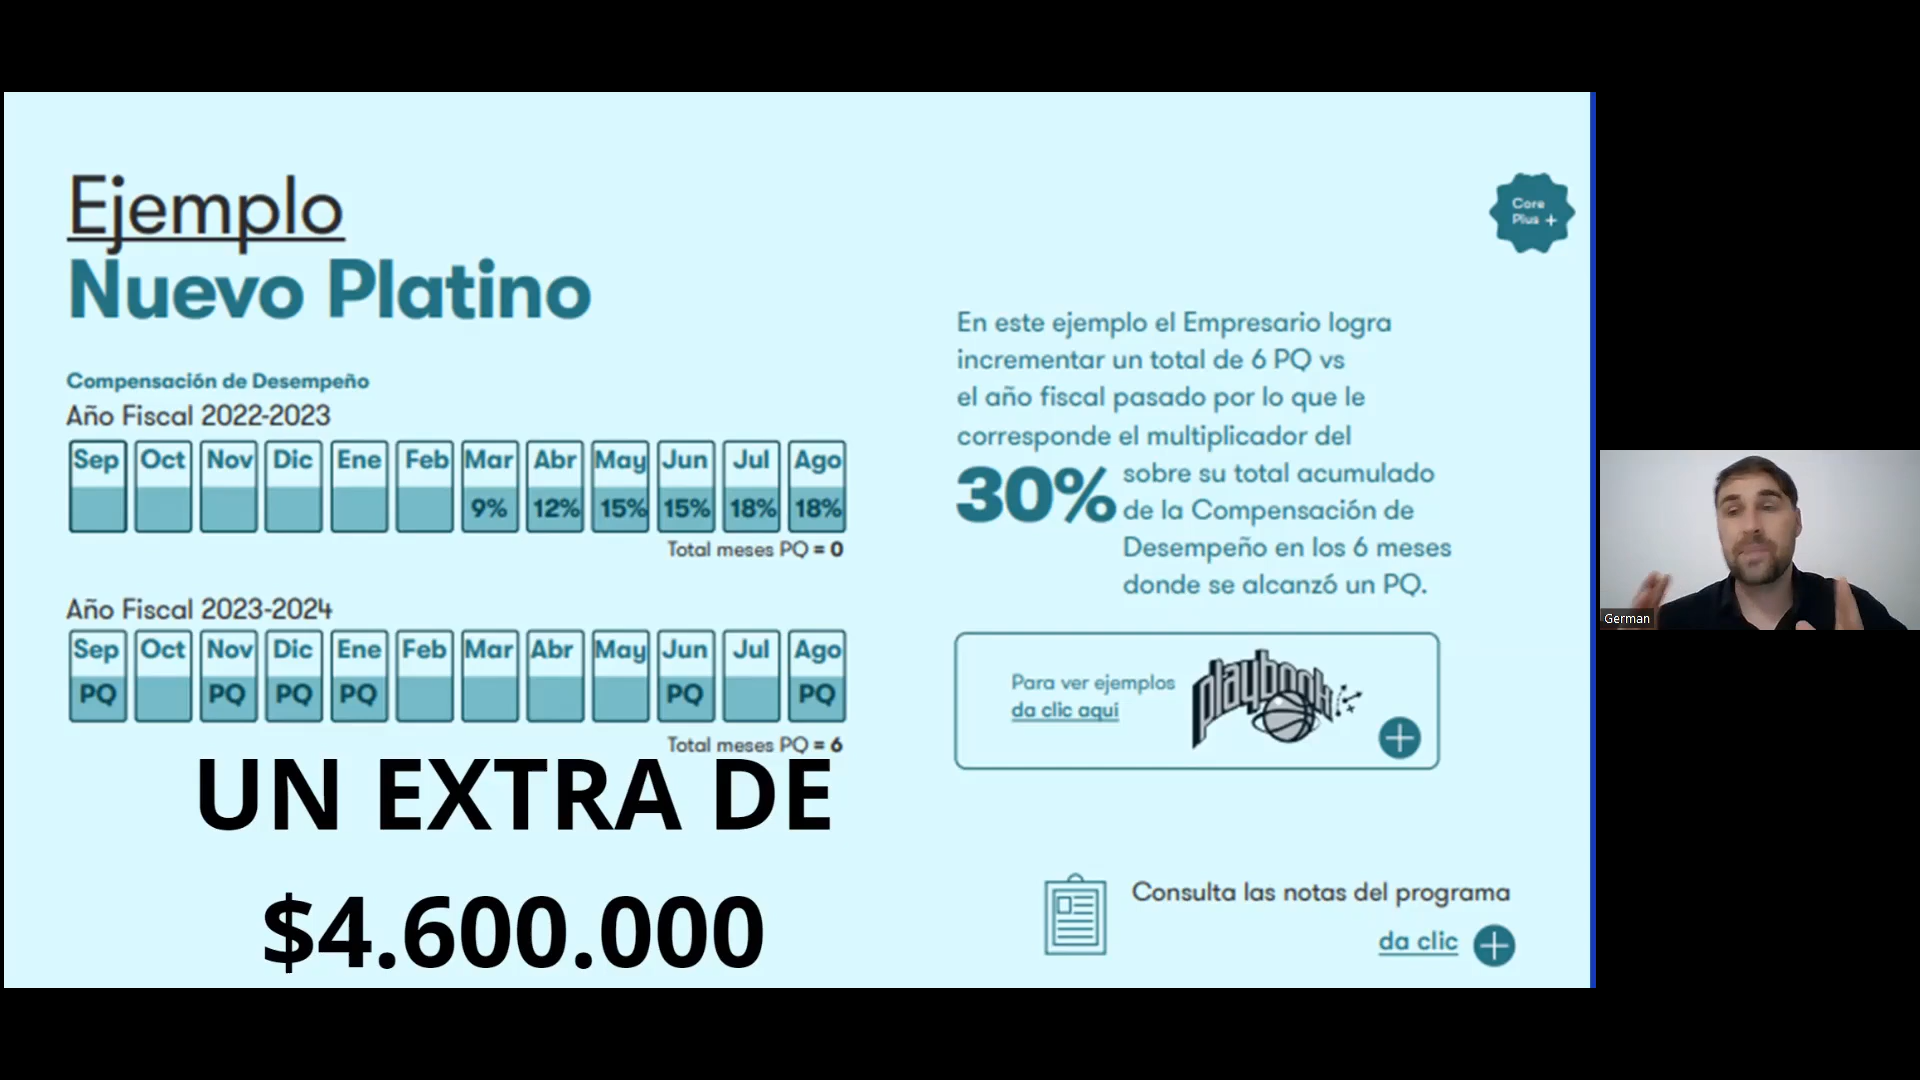 Ejemplo
Nuevo Platino
Compensación de Desempeño
Año Fiscal 2022-2023
Sep Oct Nov Dic Ene Feb Mar Abr May Jun Jul Ago
9% 12% 15% 15% 18% 18%
Total meses PQ = 0
Año Fiscal 2023-2024
Sep Oct Nov Dic Ene Feb Mar Abr May Jun Jul Ago
PQ PQ PQ PQ PQ PQ
Total meses PQ = 6
UN EXTRA DE
$4.600.000
Core
Plus +
En este ejemplo el Empresario logra
incrementar un total de 6 PQ vs
el año fiscal pasado por lo que le
corresponde el multiplicador del
30% sobre su total acumulado
de la Compensación de
Desempeño en los 6 meses
donde se alcanzó un PQ.
Para ver ejemplos
da clic aquí
playbook
Consulta las notas del programa
da clic
German